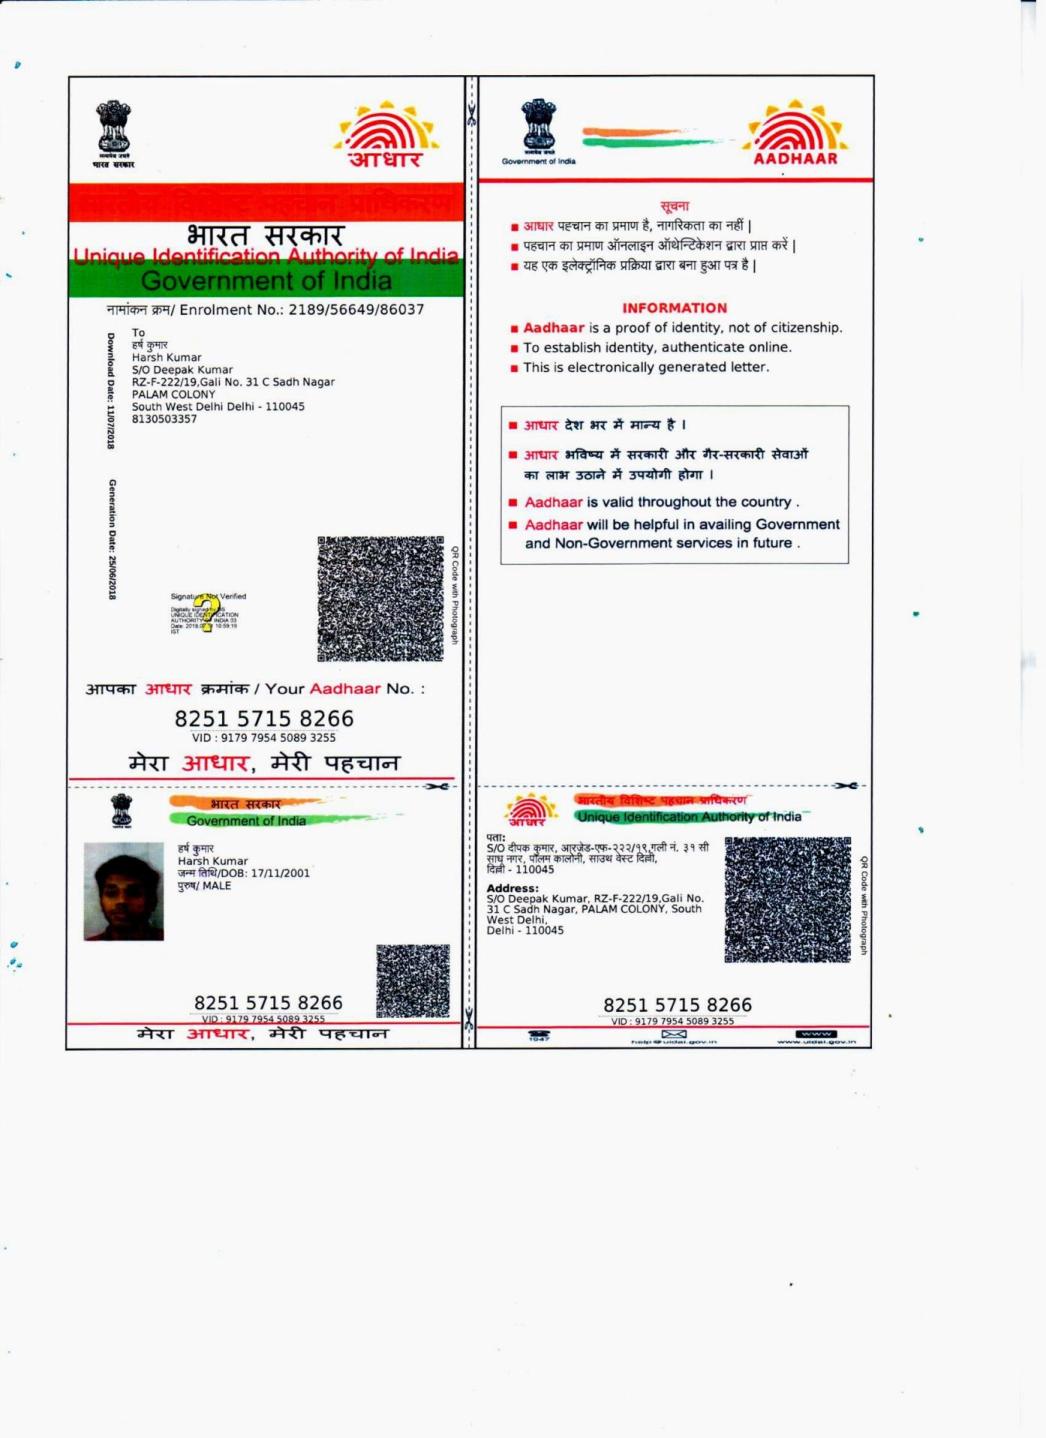 सत्यमेव जयते
भारत सरकार
आधार
भारतीय विशिष्ट पहचान प्राधिकरण
भारत सरकार
Unique Identification Authority of India
Government of India
नामांकन क्रम/ Enrolment No.: 2189/56649/86037
Download Date: 11/07/2018
Generation Date: 25/06/2018
To
हर्ष कुमार
Harsh Kumar
S/O Deepak Kumar
RZ-F-222/19,Gali No. 31 C Sadh Nagar
PALAM COLONY
South West Delhi Delhi - 110045
8130503357
QR Code with Photograph
Signature Not Verified
Digitally signed by DS
UNIQUE IDENTIFICATION
AUTHORITY OF INDIA 03
IST
आपका आधार क्रमांक / Your Aadhaar No. :
8251 5715 8266
VID : 9179 7954 5089 3255
मेरा आधार, मेरी पहचान
Government of India
AADHAAR
सूचना
आधार पहचान का प्रमाण है, नागरिकता का नहीं |
पहचान का प्रमाण ऑनलाइन ऑथेन्टिकेशन द्वारा प्राप्त करें |
यह एक इलेक्ट्रॉनिक प्रक्रिया द्वारा बना हुआ पत्र है |
INFORMATION
Aadhaar is a proof of identity, not of citizenship.
To establish identity, authenticate online.
This is electronically generated letter.
आधार देश भर में मान्य है ।
आधार भविष्य में सरकारी और गैर-सरकारी सेवाओं
का लाभ उठाने में उपयोगी होगा ।
Aadhaar is valid throughout the country .
Aadhaar will be helpful in availing Government
and Non-Government services in future .
भारत सरकार
Government of India
हर्ष कुमार
Harsh Kumar
जन्म तिथि/DOB: 17/11/2001
पुरुष/ MALE
8251 5715 8266
VID : 9179 7954 5089 3255
मेरा आधार, मेरी पहचान
आधार
भारतीय विशिष्ट पहचान प्राधिकरण
Unique Identification Authority of India
पता:
S/O दीपक कुमार, आरजेड-एफ-२२२/१९,गली नं. ३१ सी
साध नगर, पालम कालोनी, साउथ वेस्ट दिल्ली,
दिल्ली - 110045
Address:
S/O Deepak Kumar, RZ-F-222/19,Gali No.
31 C Sadh Nagar, PALAM COLONY, South
West Delhi,
Delhi - 110045
QR Code with Photograph
8251 5715 8266
VID : 9179 7954 5089 3255
1947
help@uidai.gov.in
www
www.uidai.gov.in